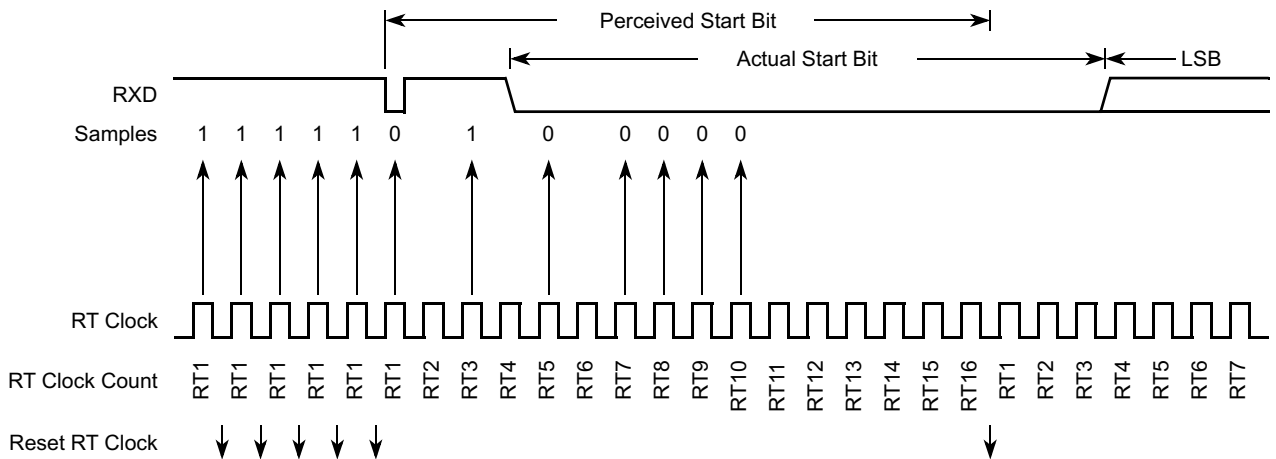 Perceived Start Bit
Actual Start Bit
LSB
RXD
Samples 1 1 1 1 1 0 1 0 0 0 0 0
RT Clock
RT Clock Count RT1 RT1 RT1 RT1 RT1 RT1 RT2 RT3 RT4 RT5 RT6 RT7 RT8 RT9 RT10 RT11 RT12 RT13 RT14 RT15 RT16 RT1 RT2 RT3 RT4 RT5 RT6 RT7
Reset RT Clock